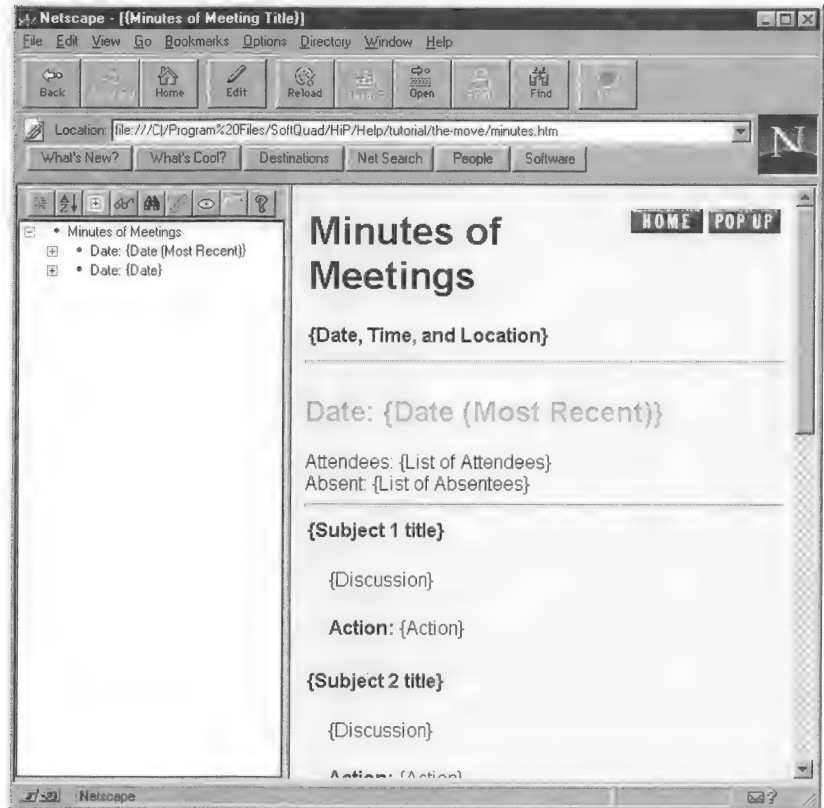 Netscape - [{Minutes of Meeting Title}]
File Edit View Go Bookmarks Options Directory Window Help
Back Home Edit Reload Open Find
Location: file:///C|/Program%20Files/SoftQuad/HiP/Help/tutorial/the-move/minutes.htm
N
What's New? What's Cool? Destinations Net Search People Software
Minutes of Meetings
Date: {Date (Most Recent)}
Date: {Date}
HOME POP UP
Minutes of
Meetings
{Date, Time, and Location}
Date: {Date (Most Recent)}
Attendees: {List of Attendees}
Absent: {List of Absentees}
{Subject 1 title}
{Discussion}
Action: {Action}
{Subject 2 title}
{Discussion}
Action: {Action}
Netscape